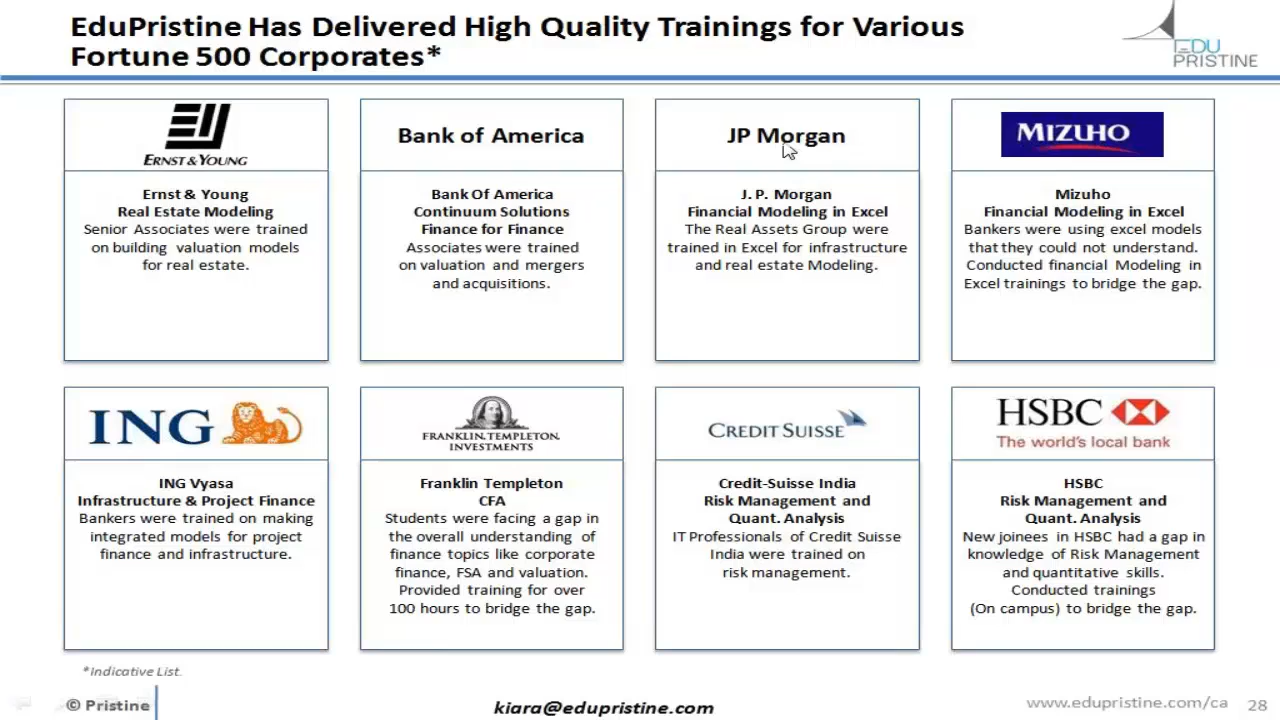 EduPristine Has Delivered High Quality Trainings for Various
Fortune 500 Corporates*
EDU
PRISTINE
ERNST & YOUNG
Ernst & Young
Real Estate Modeling
Senior Associates were trained
on building valuation models
for real estate.
Bank of America
Bank Of America
Continuum Solutions
Finance for Finance
Associates were trained
on valuation and mergers
and acquisitions.
JP Morgan
J. P. Morgan
Financial Modeling in Excel
The Real Assets Group were
trained in Excel for infrastructure
and real estate Modeling.
MIZUHO
Mizuho
Financial Modeling in Excel
Bankers were using excel models
that they could not understand.
Conducted financial Modeling in
Excel trainings to bridge the gap.
ING
ING Vyasa
Infrastructure & Project Finance
Bankers were trained on making
integrated models for project
finance and infrastructure.
FRANKLIN TEMPLETON
INVESTMENTS
Franklin Templeton
CFA
Students were facing a gap in
the overall understanding of
finance topics like corporate
finance, FSA and valuation.
Provided training for over
100 hours to bridge the gap.
CREDIT SUISSE
Credit-Suisse India
Risk Management and
Quant. Analysis
IT Professionals of Credit Suisse
India were trained on
risk management.
HSBC
The world's local bank
HSBC
Risk Management and
Quant. Analysis
New joinees in HSBC had a gap in
knowledge of Risk Management
and quantitative skills.
Conducted trainings
(On campus) to bridge the gap.
*Indicative List.
© Pristine
kiara@edupristine.com
www.edupristine.com/ca
28